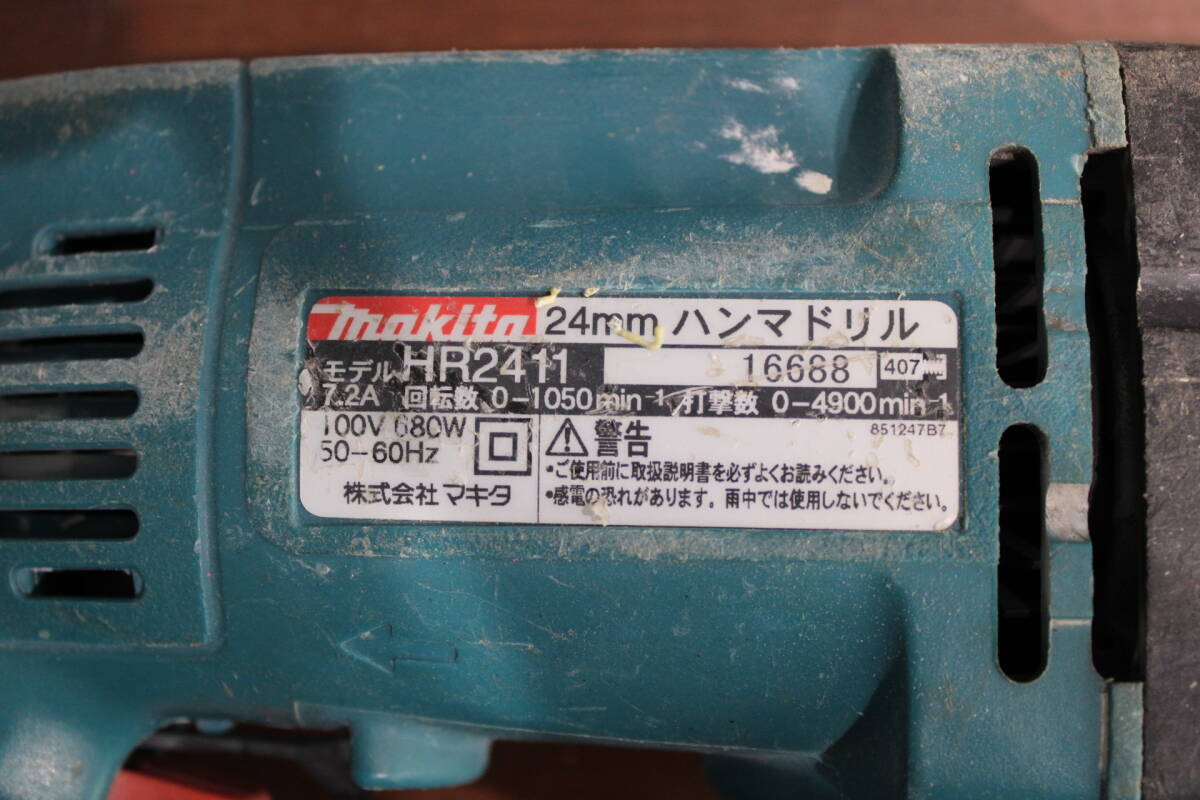 makita 24mm ハンマドリル
モデル HR2411 16688 407
7.2A 回転数 0-1050min⁻¹ 打撃数 0-4900min⁻¹
100V 680W
50-60Hz
株式会社 マキタ
851247B7
警告
•ご使用前に取扱説明書を必ずよくお読みください。
•感電の恐れがあります。雨中では使用しないでください。